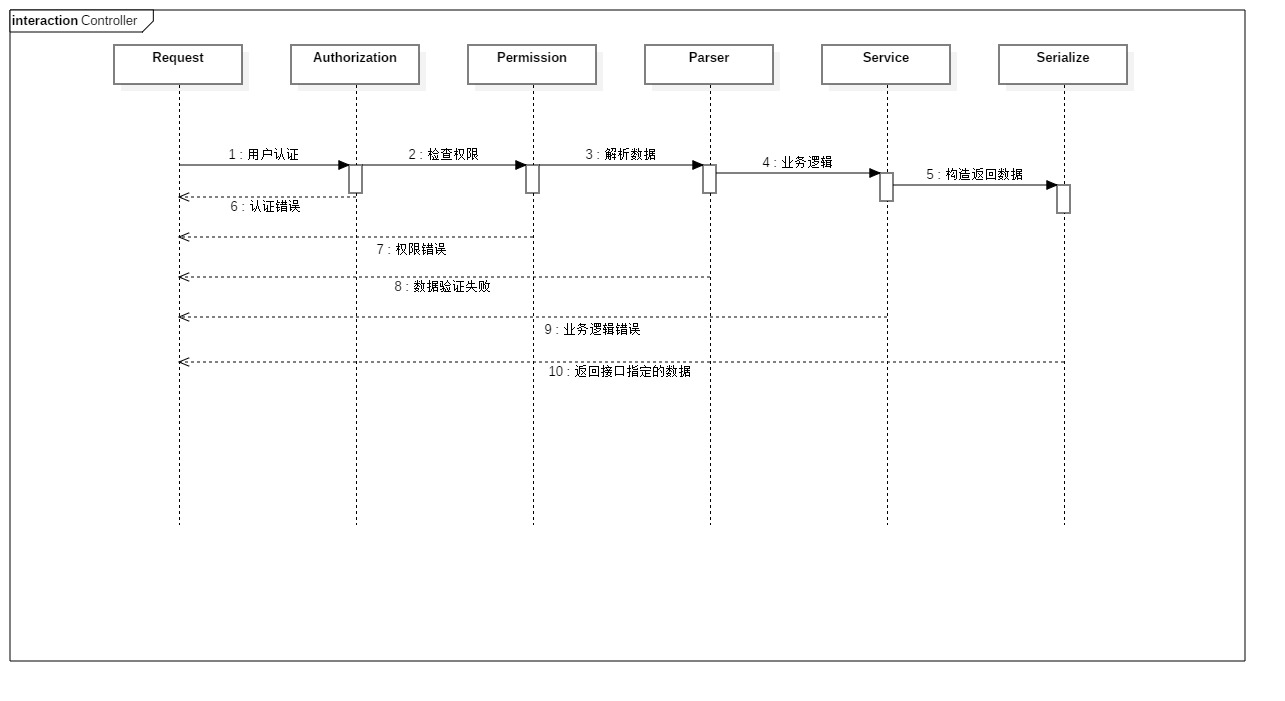 interaction Controller
Request
Authorization
Permission
Parser
Service
Serialize
1 : 用户认证
2 : 检查权限
3 : 解析数据
4 : 业务逻辑
5 : 构造返回数据
6 : 认证错误
7 : 权限错误
8 : 数据验证失败
9 : 业务逻辑错误
10 : 返回接口指定的数据